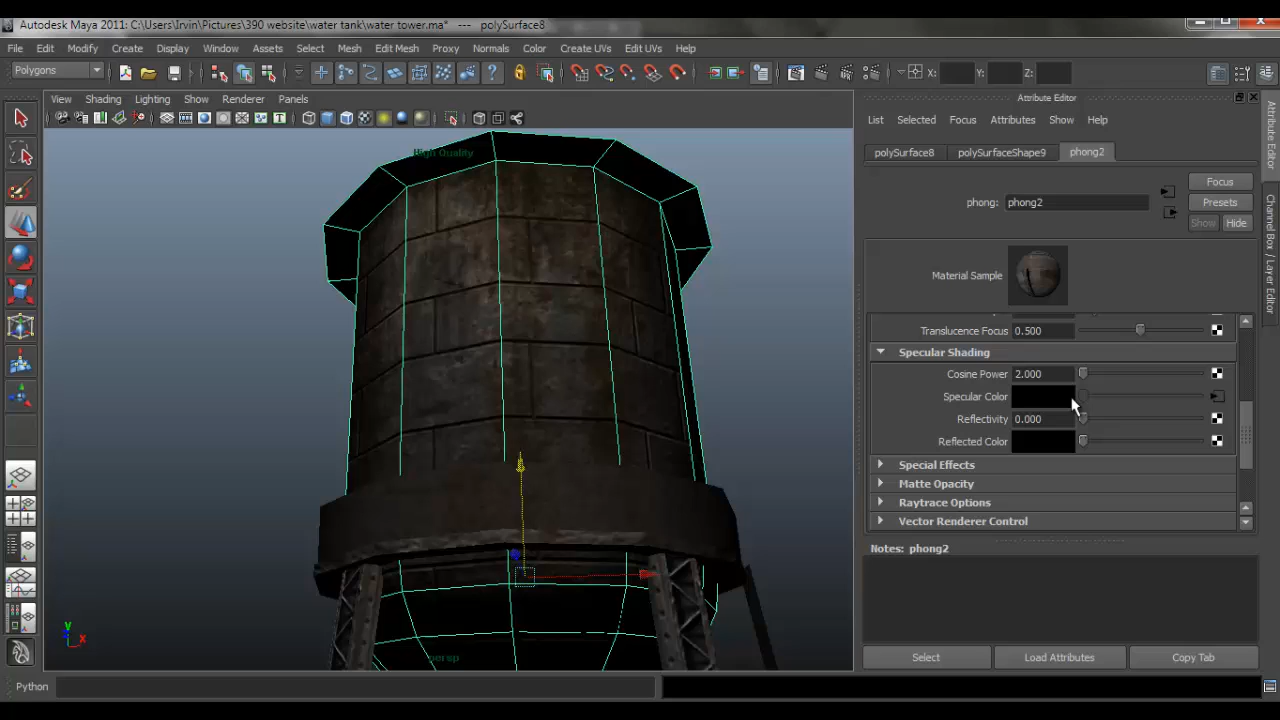 Autodesk Maya 2011: C:\Users\Irvin\Pictures\390 website\water tank\water tower.ma*   ---   polySurface8
File Edit Modify Create Display Window Assets Select Mesh Edit Mesh Proxy Normals Color Create UVs Edit UVs Help
Polygons X: Y: Z:
View Shading Lighting Show Renderer Panels
High Quality
persp
Y
X
Attribute Editor
List Selected Focus Attributes Show Help
polySurface8 polySurfaceShape9 phong2
Focus
phong: phong2 Presets
Show Hide
Material Sample
Translucence Focus 0.500
Specular Shading
Cosine Power 2.000
Specular Color
Reflectivity 0.000
Reflected Color
Special Effects
Matte Opacity
Raytrace Options
Vector Renderer Control
Notes: phong2
Select Load Attributes Copy Tab
Attribute Editor
Channel Box / Layer Editor
Python